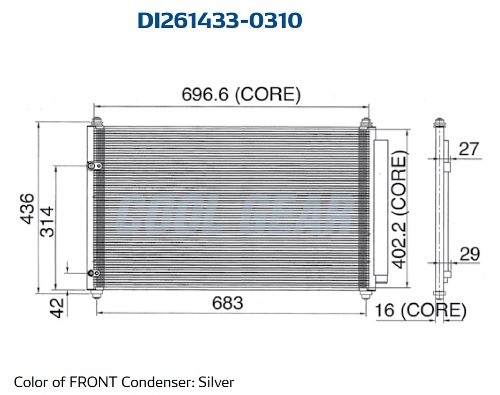 DI261433-0310
696.6 (CORE)
27
436
314
COOL GEAR
402.2 (CORE)
29
42
683
16 (CORE)
Color of FRONT Condenser: Silver